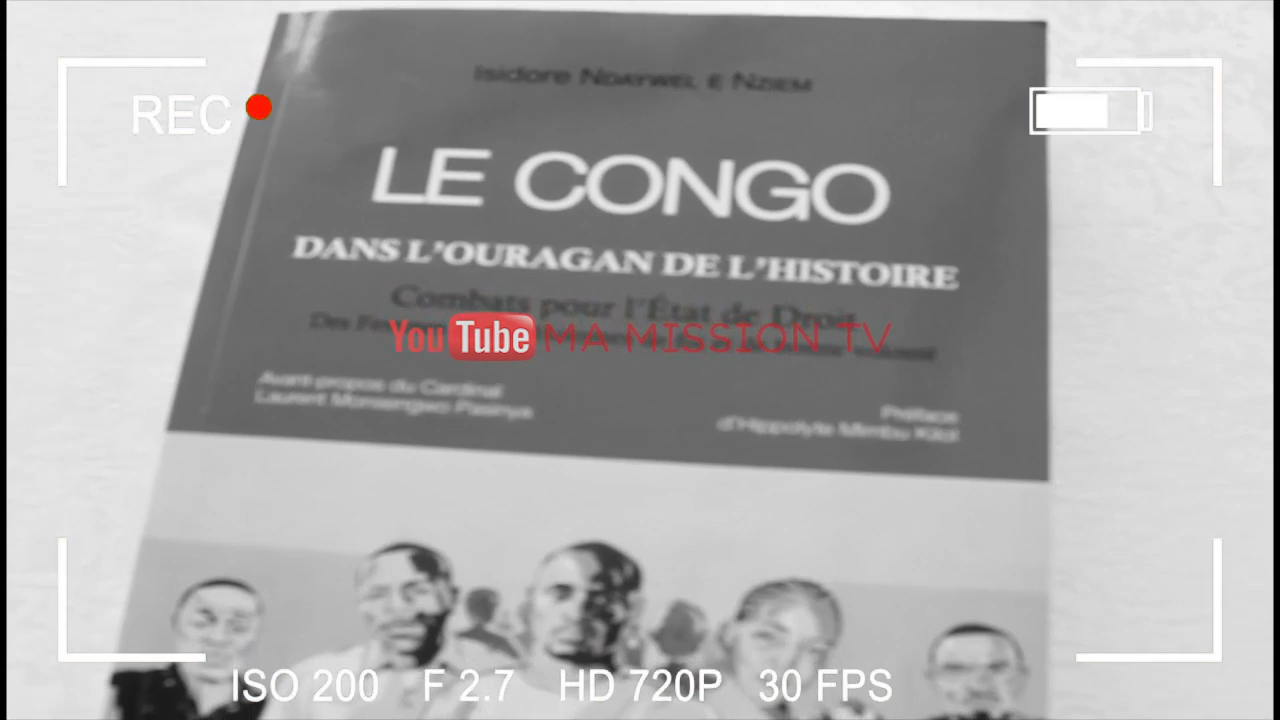 Isidore NDAYWEL È NZIEM
REC
LE CONGO
DANS L'OURAGAN DE L'HISTOIRE
Combats pour l'État de Droit
YouTube MA MISSION TV
Avant-propos du Cardinal
Laurent Monsengwo Pasinya
Préface
d'Hippolyte Mimbu Kilol
ISO 200 F 2.7 HD 720P 30 FPS